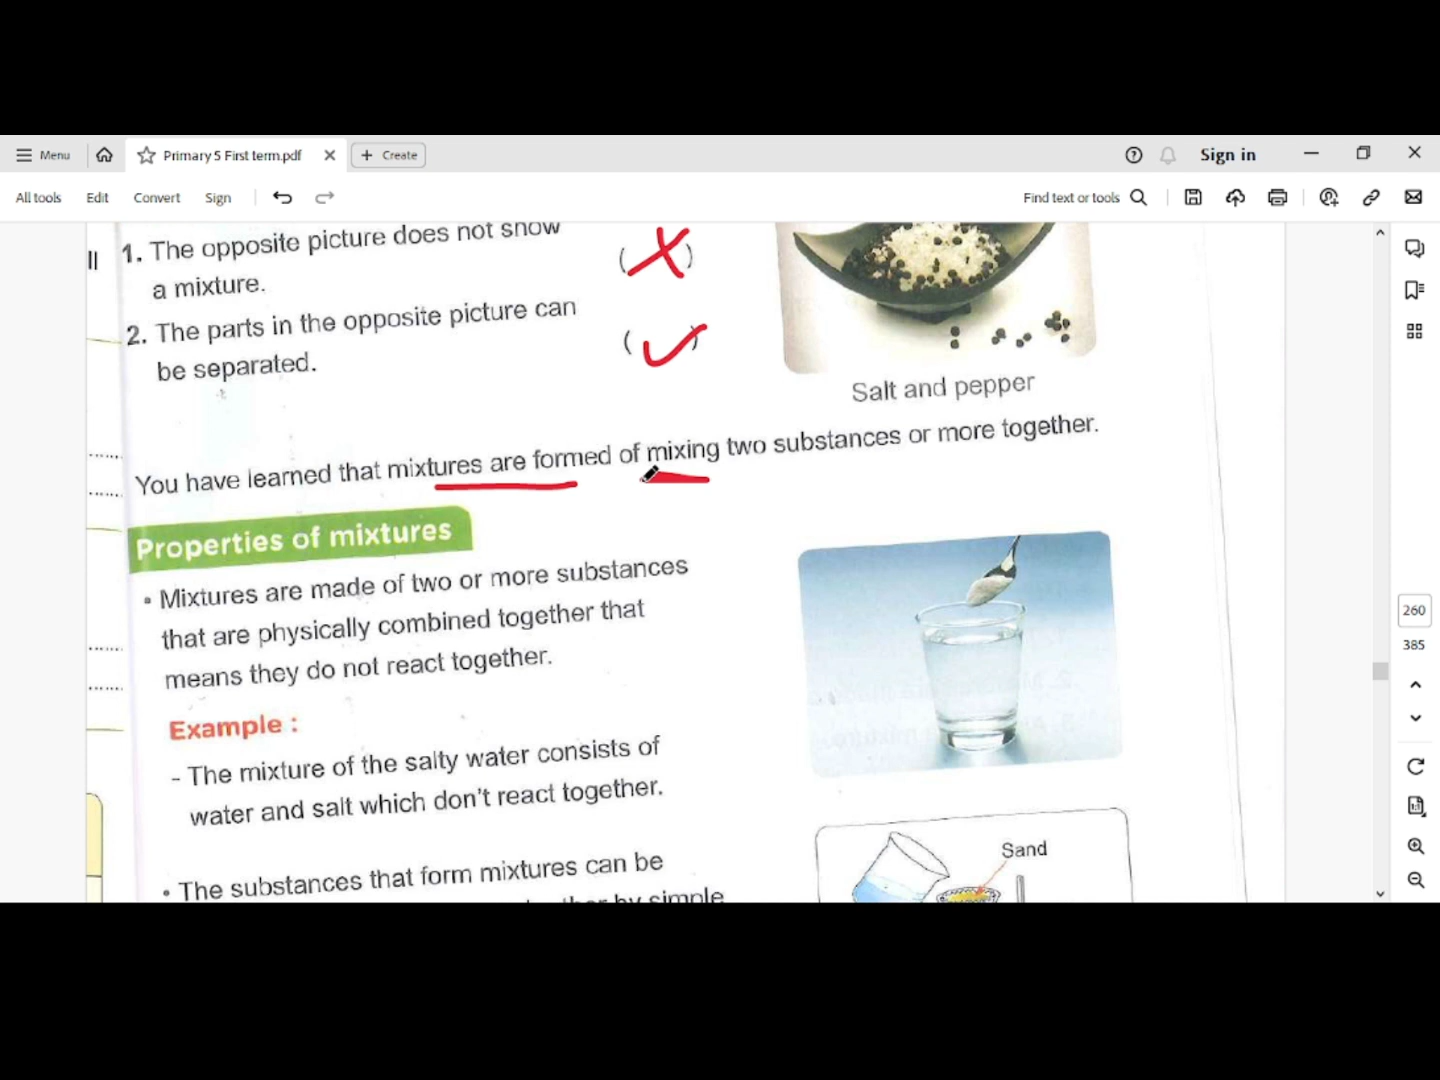 Menu
Primary 5 First term.pdf
Create
Sign in
All tools
Edit
Convert
Sign
Find text or tools
1. The opposite picture does not show
a mixture.
2. The parts in the opposite picture can
be separated.
Salt and pepper
You have learned that mixtures are formed of mixing two substances or more together.
Properties of mixtures
• Mixtures are made of two or more substances
that are physically combined together that
means they do not react together.
Example :
- The mixture of the salty water consists of
water and salt which don't react together.
• The substances that form mixtures can be
by simple
Sand
260
385